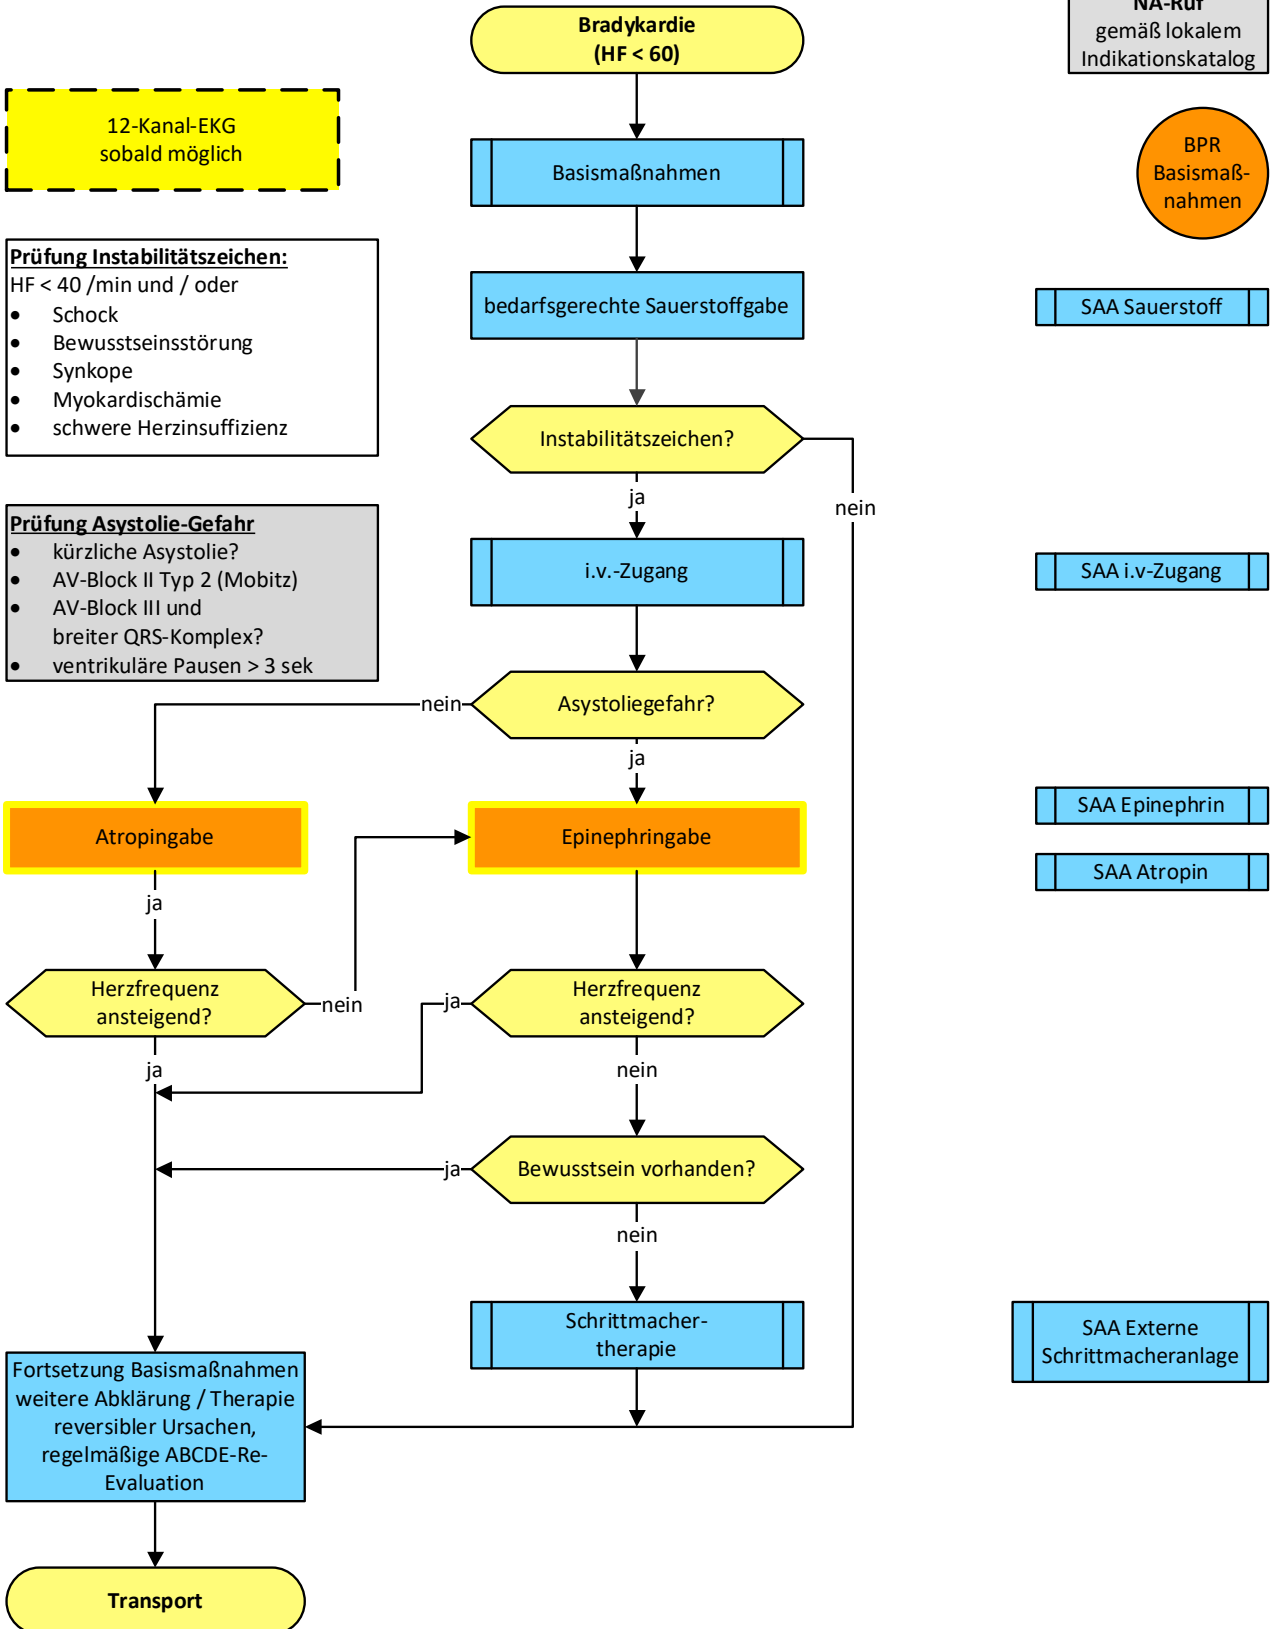 Bradykardie
(HF < 60)
NA-Ruf
gemäß lokalem
Indikationskatalog
12-Kanal-EKG
sobald möglich
BPR
Basismaß-
nahmen
Basismaßnahmen
Prüfung Instabilitätszeichen:
HF < 40 /min und / oder
• Schock
• Bewusstseinsstörung
• Synkope
• Myokardischämie
• schwere Herzinsuffizienz
bedarfsgerechte Sauerstoffgabe
SAA Sauerstoff
Instabilitätszeichen?
ja
nein
Prüfung Asystolie-Gefahr
• kürzliche Asystolie?
• AV-Block II Typ 2 (Mobitz)
• AV-Block III und
breiter QRS-Komplex?
• ventrikuläre Pausen > 3 sek
i.v.-Zugang
SAA i.v-Zugang
Asystoliegefahr?
nein
ja
Atropingabe
Epinephringabe
SAA Epinephrin
SAA Atropin
ja
Herzfrequenz
ansteigend?
nein
ja
Herzfrequenz
ansteigend?
ja
nein
Bewusstsein vorhanden?
ja
nein
Schrittmacher-
therapie
SAA Externe
Schrittmacheranlage
Fortsetzung Basismaßnahmen
weitere Abklärung / Therapie
reversibler Ursachen,
regelmäßige ABCDE-Re-
Evaluation
Transport